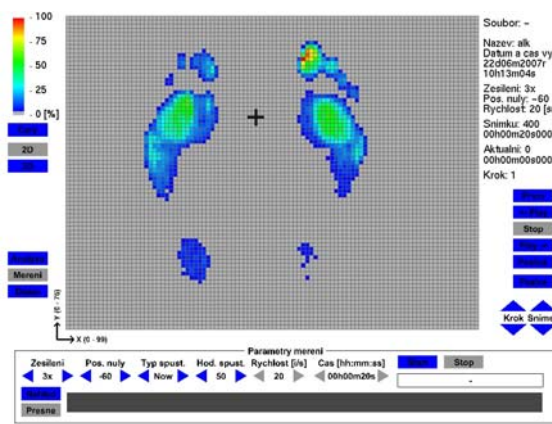 100
75
50
25
0 [%]
2D
Mereni
Y (0 - 76)
X (0 - 99)
Soubor: -
Nazev: alk
Datum a cas vy
22d06m2007r
10h13m04s
Zesileni: 3x
Pos. nuly: -60
Rychlost: 20 [s
Snimku: 400
00h00m20s000
Aktualni: 0
00h00m00s000
Krok: 1
Stop
Krok Snime
Parametry mereni
Zesileni Pos. nuly Typ spust. Hod. spust. Rychlost [i/s] Cas [hh:mm:ss] Stop
3x -60 Now 50 20 00h00m20s -
Presne